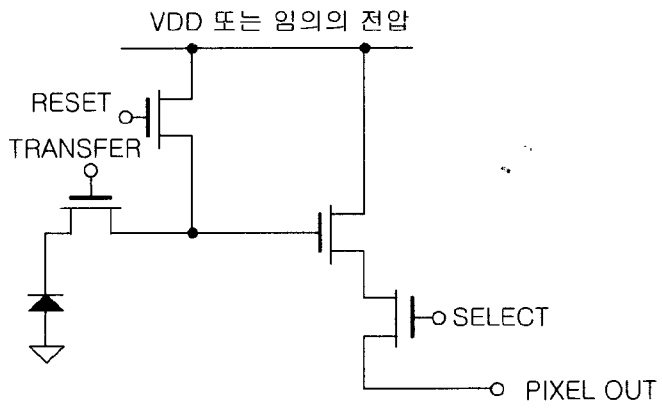 VDD 또는 임의의 전압
RESET
TRANSFER
SELECT
PIXEL OUT